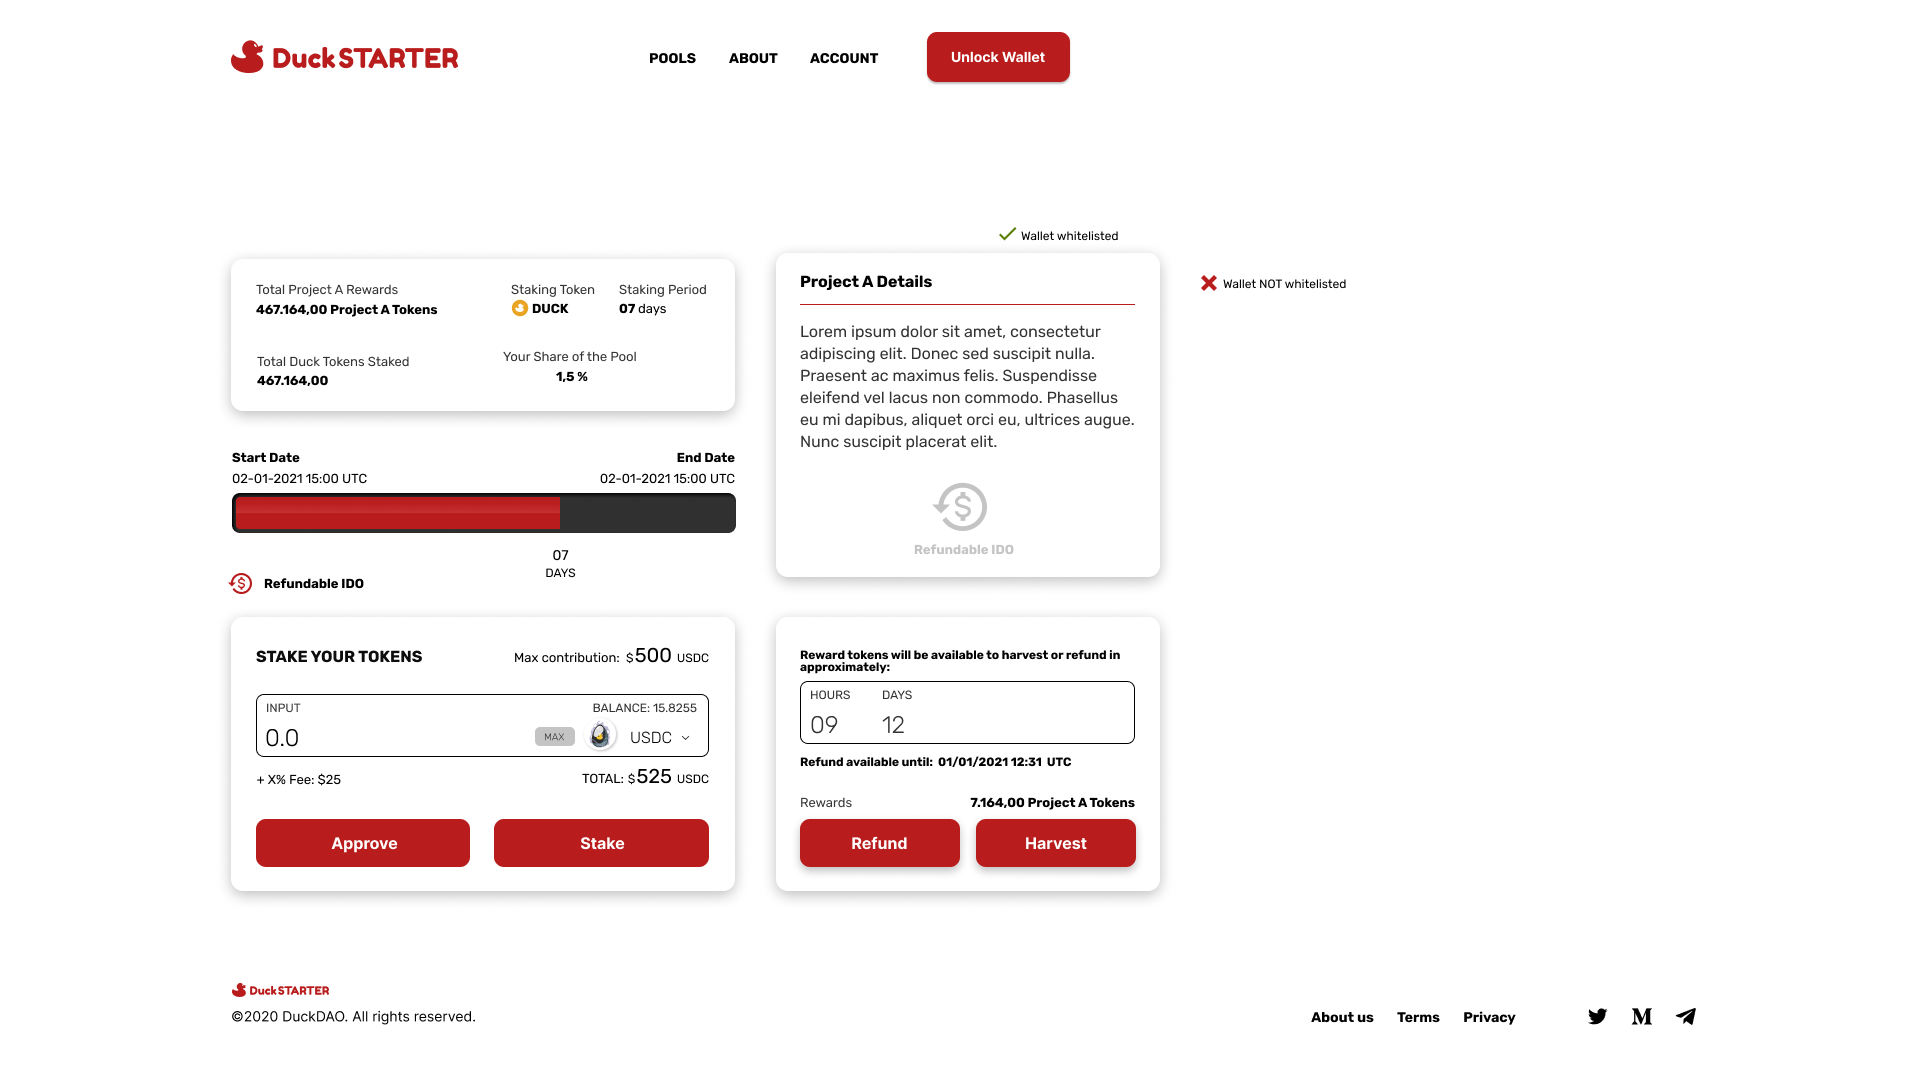 DuckSTARTER
POOLS
ABOUT
ACCOUNT
Unlock Wallet
Wallet whitelisted
Wallet NOT whitelisted
Total Project A Rewards
467.164,00 Project A Tokens
Staking Token
DUCK
Staking Period
07 days
Total Duck Tokens Staked
467.164,00
Your Share of the Pool
1,5 %
Project A Details
Lorem ipsum dolor sit amet, consectetur
adipiscing elit. Donec sed suscipit nulla.
Praesent ac maximus felis. Suspendisse
eleifend vel lacus non commodo. Phasellus
eu mi dapibus, aliquet orci eu, ultrices augue.
Nunc suscipit placerat elit.
Refundable IDO
Start Date
02-01-2021 15:00 UTC
End Date
02-01-2021 15:00 UTC
07
DAYS
Refundable IDO
STAKE YOUR TOKENS
Max contribution: $500 USDC
INPUT
BALANCE: 15.8255
0.0
MAX
USDC
+ X% Fee: $25
TOTAL: $525 USDC
Approve
Stake
Reward tokens will be available to harvest or refund in
approximately:
HOURS
DAYS
09
12
Refund available until: 01/01/2021 12:31 UTC
Rewards
7.164,00 Project A Tokens
Refund
Harvest
DuckSTARTER
©2020 DuckDAO. All rights reserved.
About us
Terms
Privacy